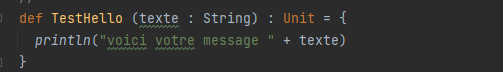 def TestHello (texte : String) : Unit = {
println("voici votre message " + texte)
}